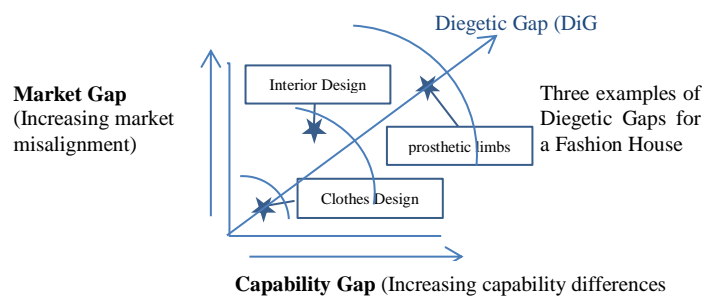 Diegetic Gap (DiG
Market Gap
(Increasing market
misalignment)
Interior Design
Three examples of
Diegetic Gaps for
a Fashion House
prosthetic limbs
Clothes Design
Capability Gap (Increasing capability differences